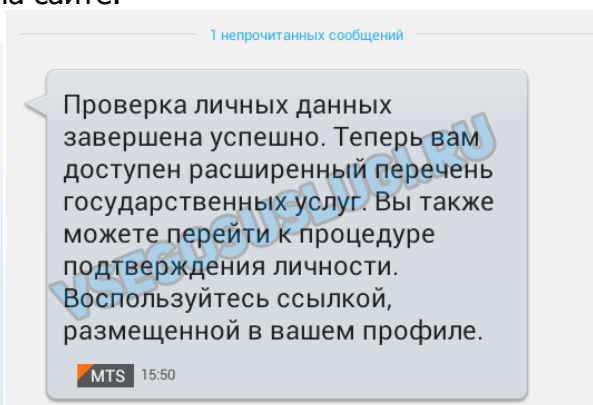 на сайте.
1 непрочитанных сообщений
Проверка личных данных
завершена успешно. Теперь вам
доступен расширенный перечень
государственных услуг. Вы также
можете перейти к процедуре
подтверждения личности.
Воспользуйтесь ссылкой,
размещенной в вашем профиле.
VSEGOSUSLUGI.RU
MTS 15:50